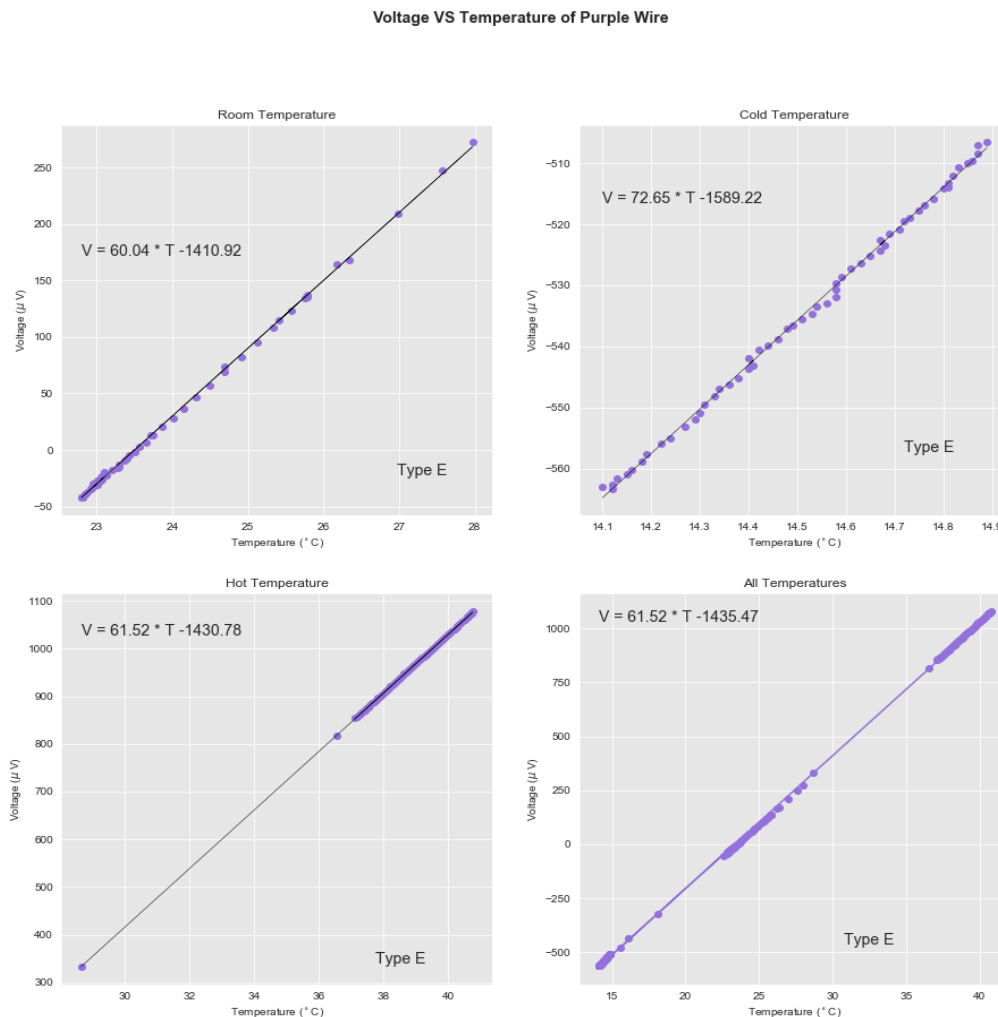 Voltage VS Temperature of Purple Wire
Room Temperature
250
200
150
100
50
0
−50
Voltage (μ V)
V = 60.04 * T -1410.92
Type E
23 24 25 26 27 28
Temperature (°C)
Cold Temperature
−510
−520
−530
−540
−550
−560
Voltage (μ V)
V = 72.65 * T -1589.22
Type E
14.1 14.2 14.3 14.4 14.5 14.6 14.7 14.8 14.9
Temperature (°C)
Hot Temperature
1100
1000
900
800
700
600
500
400
300
Voltage (μ V)
V = 61.52 * T -1430.78
Type E
30 32 34 36 38 40
Temperature (°C)
All Temperatures
1000
750
500
250
0
−250
−500
Voltage (μ V)
V = 61.52 * T -1435.47
Type E
15 20 25 30 35 40
Temperature (°C)